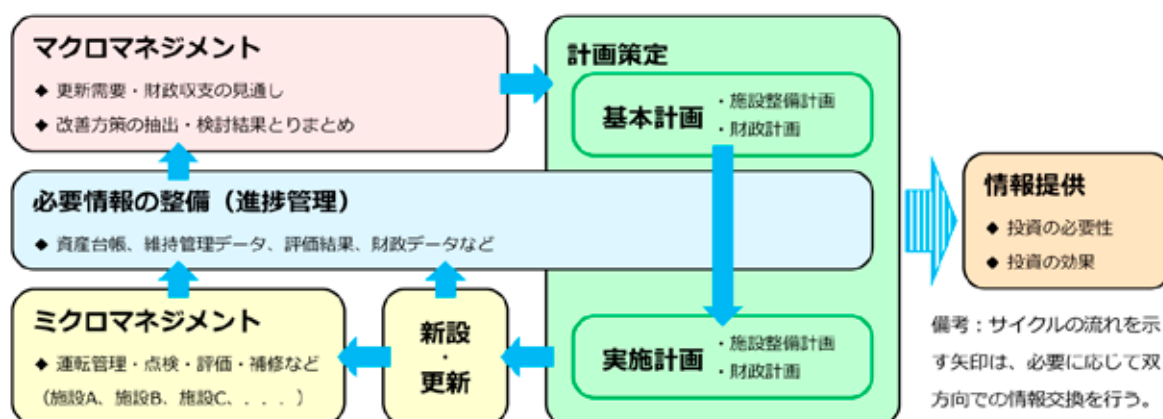 マクロマネジメント
◆ 更新需要・財政収支の見通し
◆ 改善方策の抽出・検討結果とりまとめ
計画策定
基本計画
・施設整備計画
・財政計画
必要情報の整備（進捗管理）
◆ 資産台帳、維持管理データ、評価結果、財政データなど
情報提供
◆ 投資の必要性
◆ 投資の効果
ミクロマネジメント
◆ 運転管理・点検・評価・補修など
（施設A、施設B、施設C、．．．．）
新設
・
更新
実施計画
・施設整備計画
・財政計画
備考：サイクルの流れを示
す矢印は、必要に応じて双
方向での情報交換を行う。